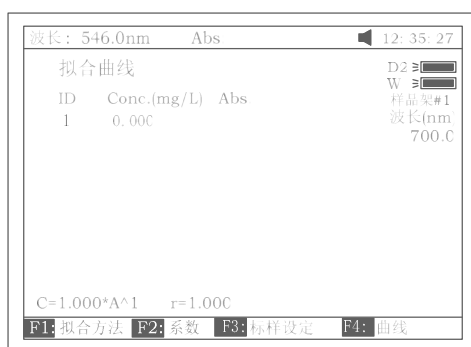 波长: 546.0nm Abs 12: 35: 27
拟合曲线
D2
W
ID Conc.(mg/L) Abs
样品架#1
1 0.000
波长(nm
700.0
C=1.000*A^1 r=1.000
F1: 拟合方法 F2: 系数 F3: 标样设定 F4: 曲线